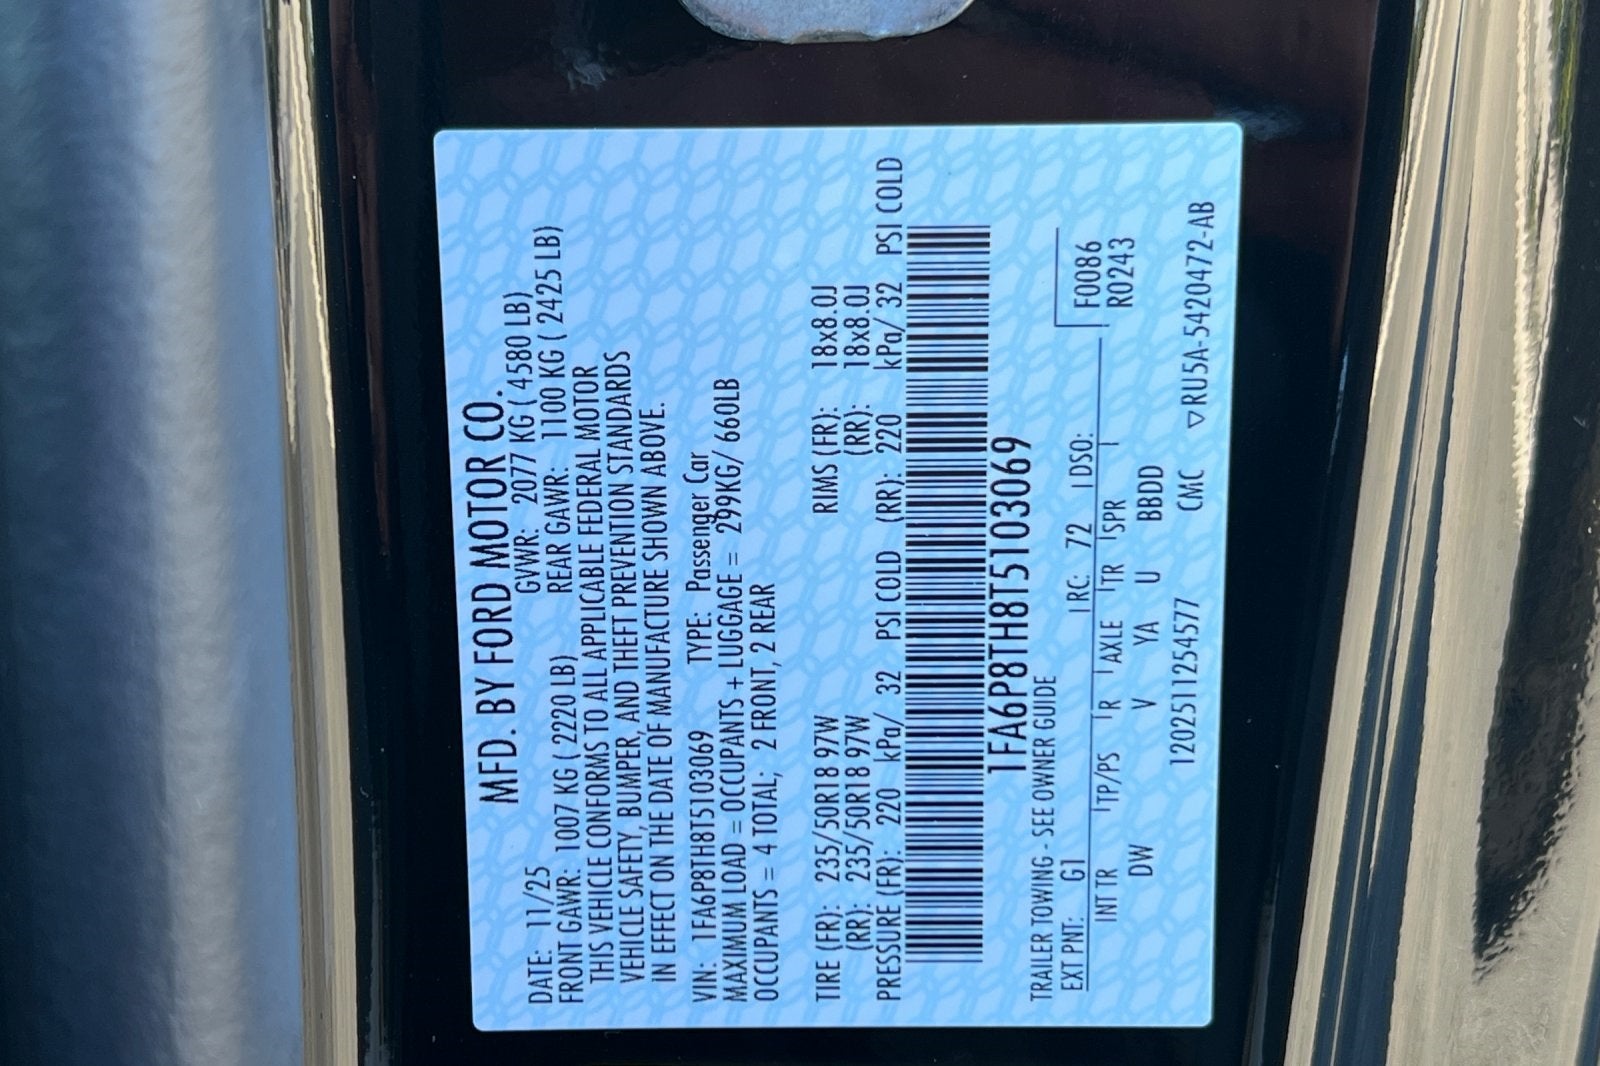 MFD. BY FORD MOTOR CO.
DATE: 11/25 GVWR: 2077 KG ( 4580 LB)
FRONT GAWR: 1007 KG ( 2220 LB) REAR GAWR: 1100 KG ( 2425 LB)
THIS VEHICLE CONFORMS TO ALL APPLICABLE FEDERAL MOTOR
VEHICLE SAFETY, BUMPER, AND THEFT PREVENTION STANDARDS
IN EFFECT ON THE DATE OF MANUFACTURE SHOWN ABOVE.
VIN: 1FA6P8TH8T5103069 TYPE: Passenger Car
MAXIMUM LOAD = OCCUPANTS + LUGGAGE = 299KG/ 660LB
OCCUPANTS = 4 TOTAL; 2 FRONT, 2 REAR
TIRE (FR): 235/50R18 97W RIMS (FR): 18x8.0J
(RR): 235/50R18 97W (RR): 18x8.0J
PRESSURE (FR): 220 kPa/ 32 PSI COLD (RR): 220 kPa/ 32 PSI COLD
1FA6P8TH8T5103069
TRAILER TOWING - SEE OWNER GUIDE
EXT PNT: G1 RC: 72 DSO: F0086
INT TR TP/PS R AXLE TR SPR R0243
DW V YA U BBDD
1202511254577 CMC ▽RU5A-5420472-AB